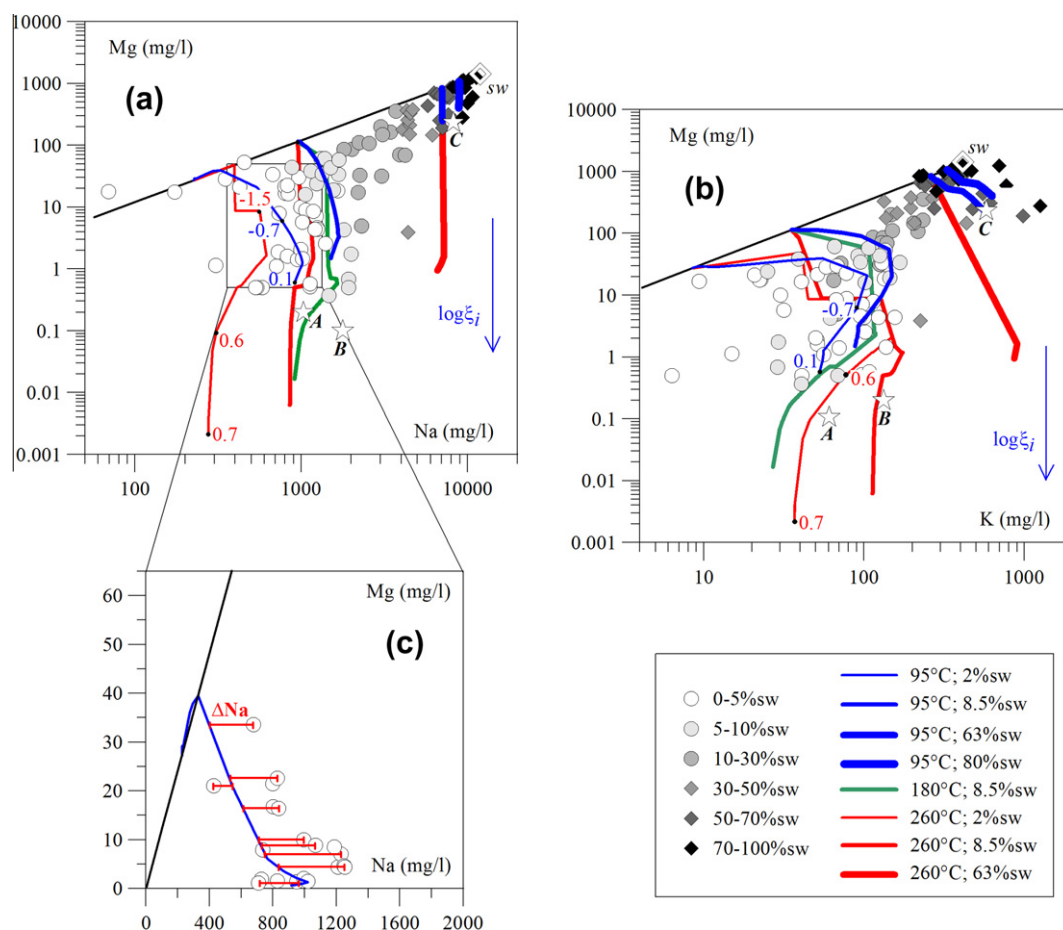 (a)
Mg (mg/l)
10000
1000
100
10
1
0.1
0.01
0.001
sw
C
-1.5
-0.7
0.1
0.6
0.7
A
B
logξi
Na (mg/l)
100
1000
10000
(b)
Mg (mg/l)
10000
1000
100
10
1
0.1
0.01
0.001
sw
C
-0.7
0.1
0.6
0.7
A
B
logξi
K (mg/l)
10
100
1000
(c)
Mg (mg/l)
60
50
40
30
20
10
0
ΔNa
Na (mg/l)
0
400
800
1200
1600
2000
0-5%sw
5-10%sw
10-30%sw
30-50%sw
50-70%sw
70-100%sw
95°C; 2%sw
95°C; 8.5%sw
95°C; 63%sw
95°C; 80%sw
180°C; 8.5%sw
260°C; 2%sw
260°C; 8.5%sw
260°C; 63%sw